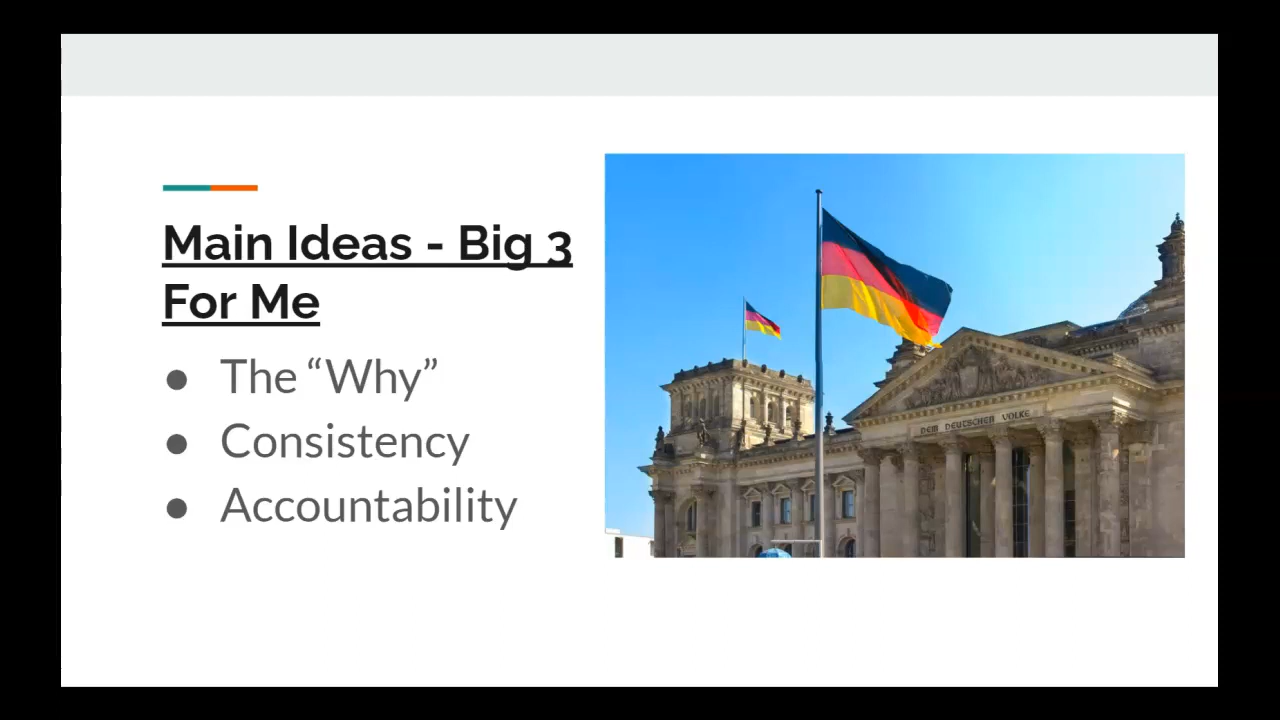 Main Ideas - Big 3
For Me
● The “Why”
● Consistency
● Accountability
DEM DEUTSCHEN VOLKE